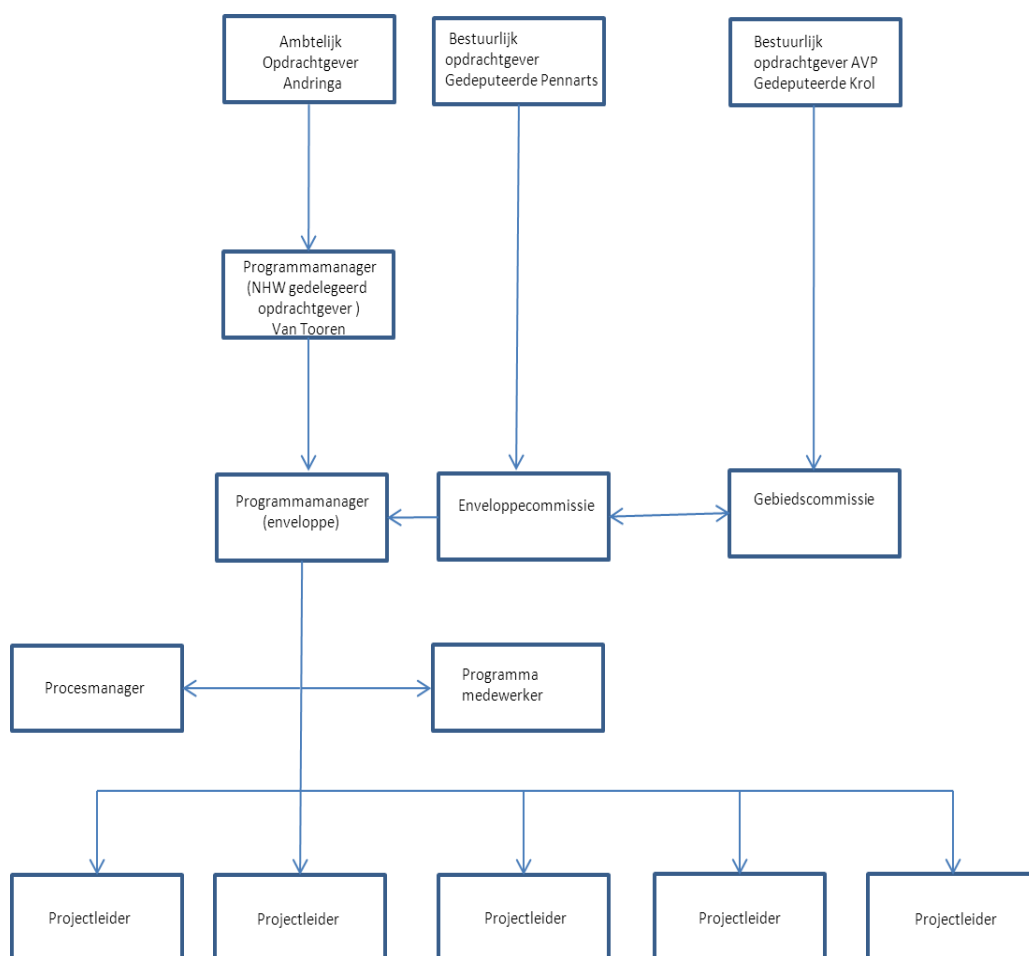 Ambtelijk
Opdrachtgever
Andringa
Bestuurlijk
opdrachtgever
Gedeputeerde Pennarts
Bestuurlijk
opdrachtgever AVP
Gedeputeerde Krol
Programmamanager
(NHW gedelegeerd
opdrachtgever )
Van Tooren
Programmamanager
(enveloppe)
Enveloppecommissie
Gebiedscommissie
Procesmanager
Programma
medewerker
Projectleider
Projectleider
Projectleider
Projectleider
Projectleider